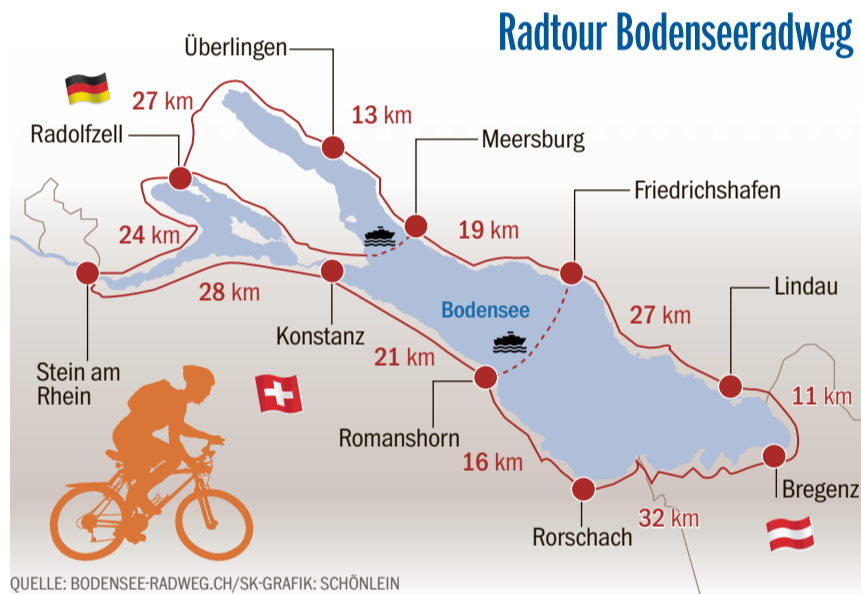 Radtour Bodenseeradweg
Überlingen
27 km
13 km
Radolfzell
Meersburg
Friedrichshafen
24 km
19 km
28 km
Lindau
Bodensee
27 km
Konstanz
21 km
Stein am
Rhein
11 km
Romanshorn
16 km
Bregenz
32 km
Rorschach
QUELLE: BODENSEE-RADWEG.CH/SK-GRAFIK: SCHÖNLEIN